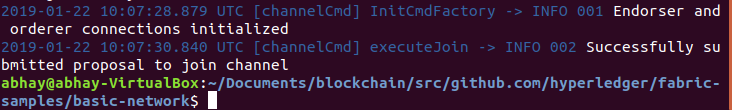 2019-01-22 10:07:28.879 UTC [channelCmd] InitCmdFactory -> INFO 001 Endorser and
 orderer connections initialized
2019-01-22 10:07:30.840 UTC [channelCmd] executeJoin -> INFO 002 Successfully su
bmitted proposal to join channel
abhay@abhay-VirtualBox:~/Documents/blockchain/src/github.com/hyperledger/fabric-
samples/basic-network$